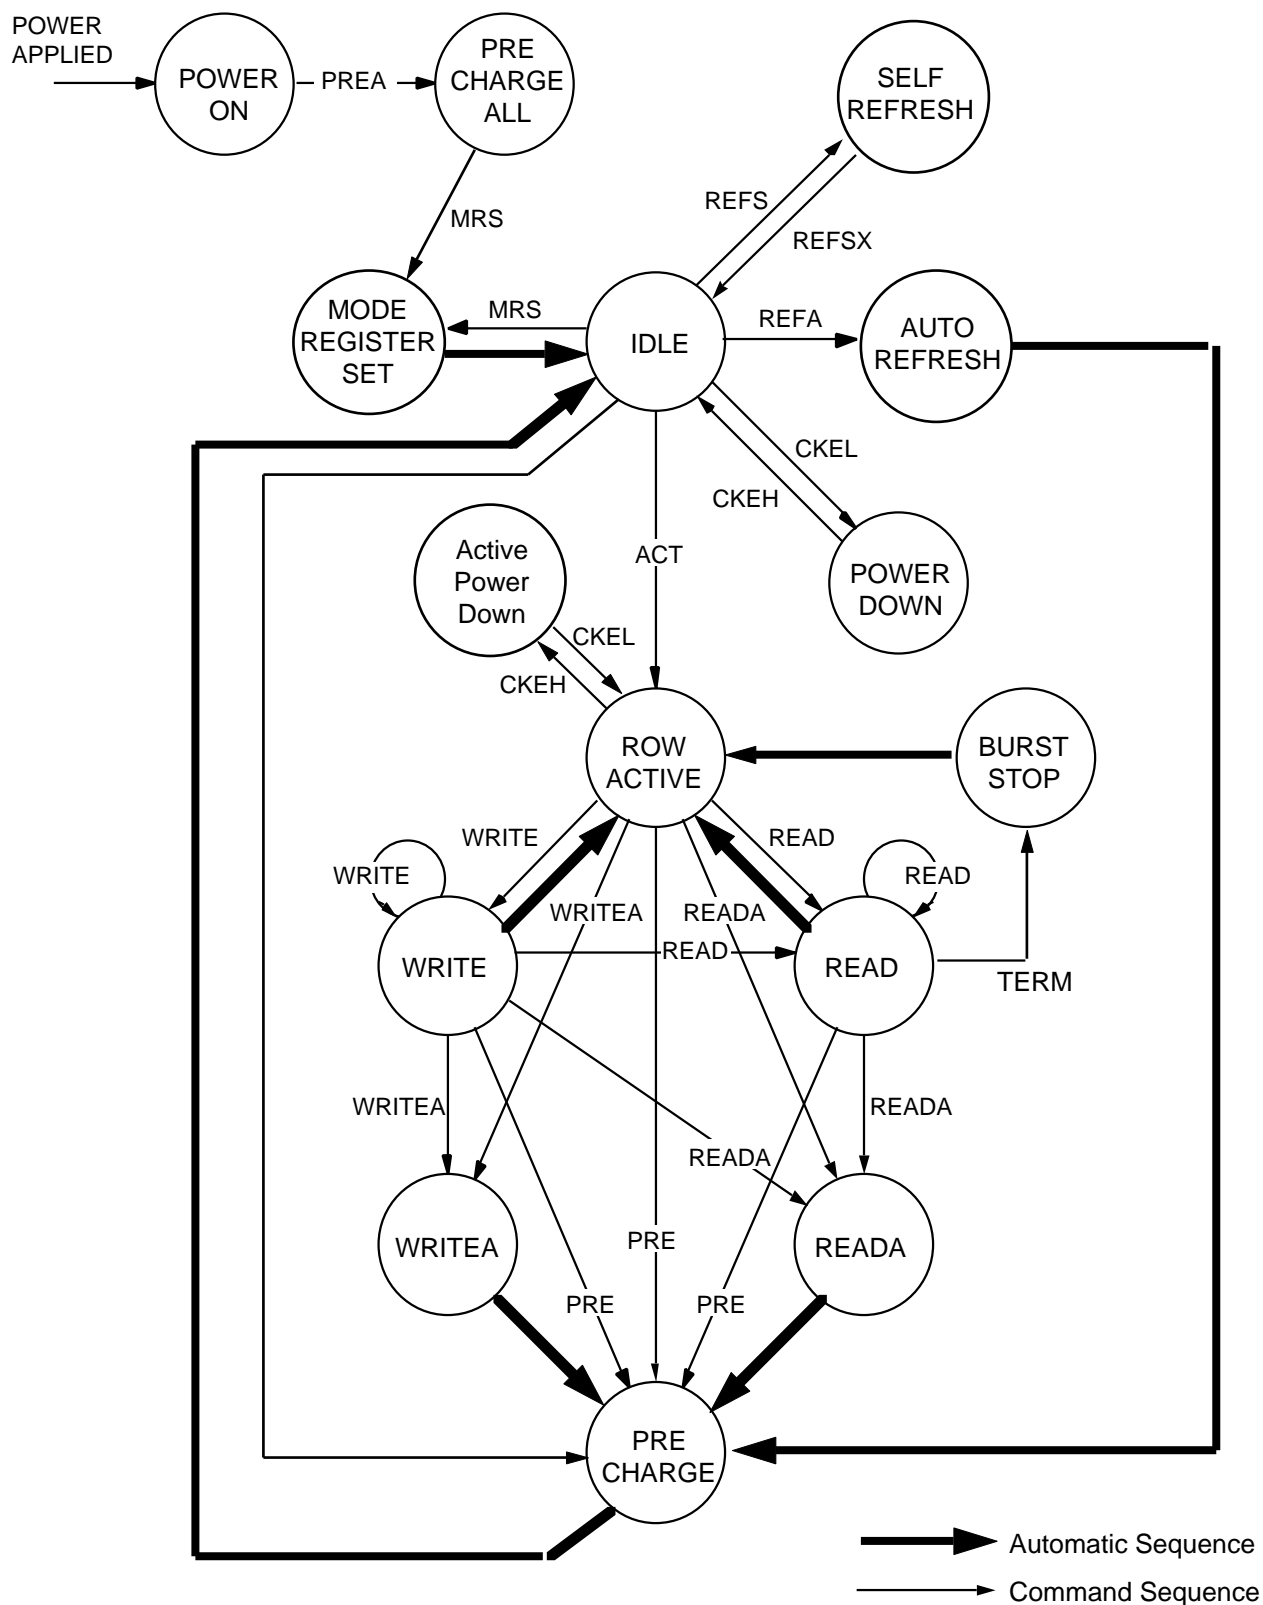 POWER
APPLIED
POWER
ON
PREA
PRE
CHARGE
ALL
SELF
REFRESH
MRS
REFS
REFSX
MODE
REGISTER
SET
MRS
IDLE
REFA
AUTO
REFRESH
CKEL
CKEH
Active
Power
Down
ACT
POWER
DOWN
CKEL
CKEH
ROW
ACTIVE
BURST
STOP
WRITE
READ
WRITE
READ
WRITEA
READA
WRITE
READ
READ
TERM
WRITEA
READA
READA
WRITEA
PRE
READA
PRE
PRE
PRE
CHARGE
Automatic Sequence
Command Sequence